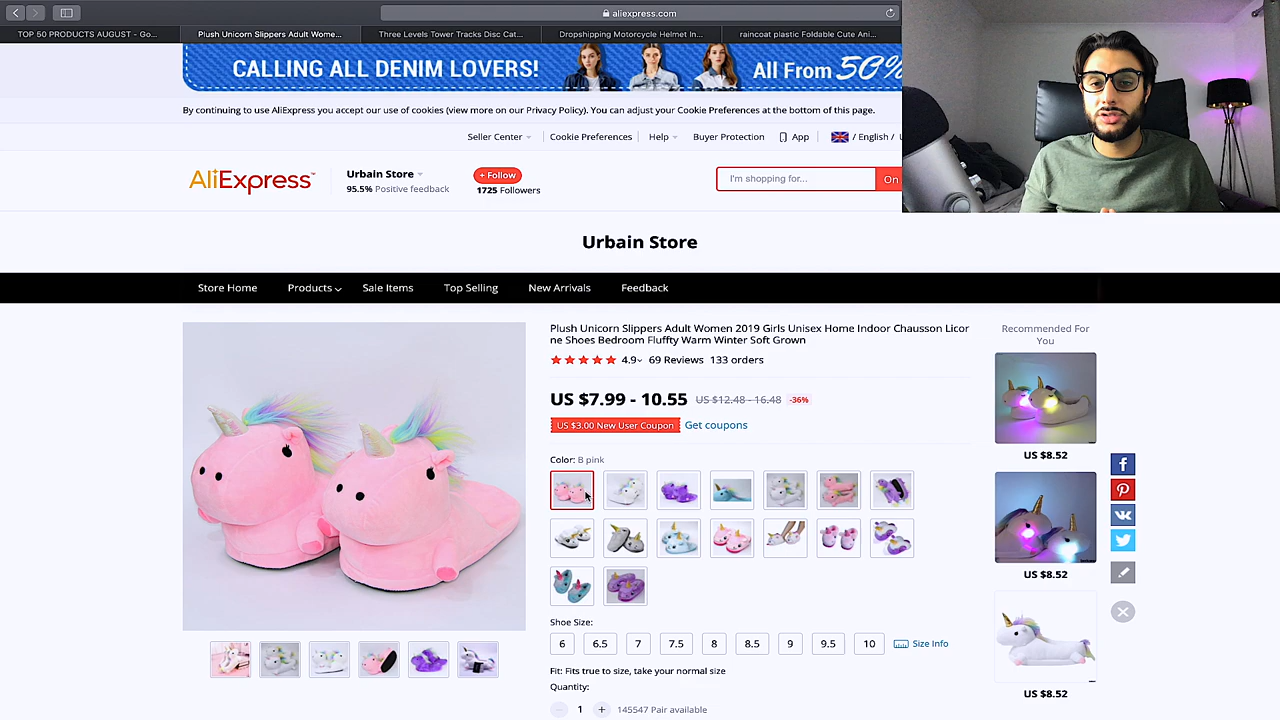 aliexpress.com
TOP 50 PRODUCTS AUGUST - Go...
Plush Unicorn Slippers Adult Wome...
Three Levels Tower Tracks Disc Cat...
Dropshipping Motorcycle Helmet In...
raincoat plastic Foldable Cute Ani...
CALLING ALL DENIM LOVERS!
All From 50%
By continuing to use AliExpress you accept our use of cookies (view more on our Privacy Policy). You can adjust your Cookie Preferences at the bottom of this page.
Seller Center
Cookie Preferences
Help
Buyer Protection
App
/ English /
AliExpress™
Urbain Store
95.5% Positive feedback
+ Follow
1725 Followers
I'm shopping for...
On
Urbain Store
Store Home
Products
Sale Items
Top Selling
New Arrivals
Feedback
Plush Unicorn Slippers Adult Women 2019 Girls Unisex Home Indoor Chausson Licor
ne Shoes Bedroom Fluffty Warm Winter Soft Grown
4.9 69 Reviews 133 orders
US $7.99 - 10.55 US $12.48 - 16.48 -36%
US $3.00 New User Coupon Get coupons
Color: B pink
Shoe Size:
6 6.5 7 7.5 8 8.5 9 9.5 10 Size Info
Fit: Fits true to size, take your normal size
Quantity:
1 145547 Pair available
Recommended For
You
US $8.52
US $8.52
US $8.52